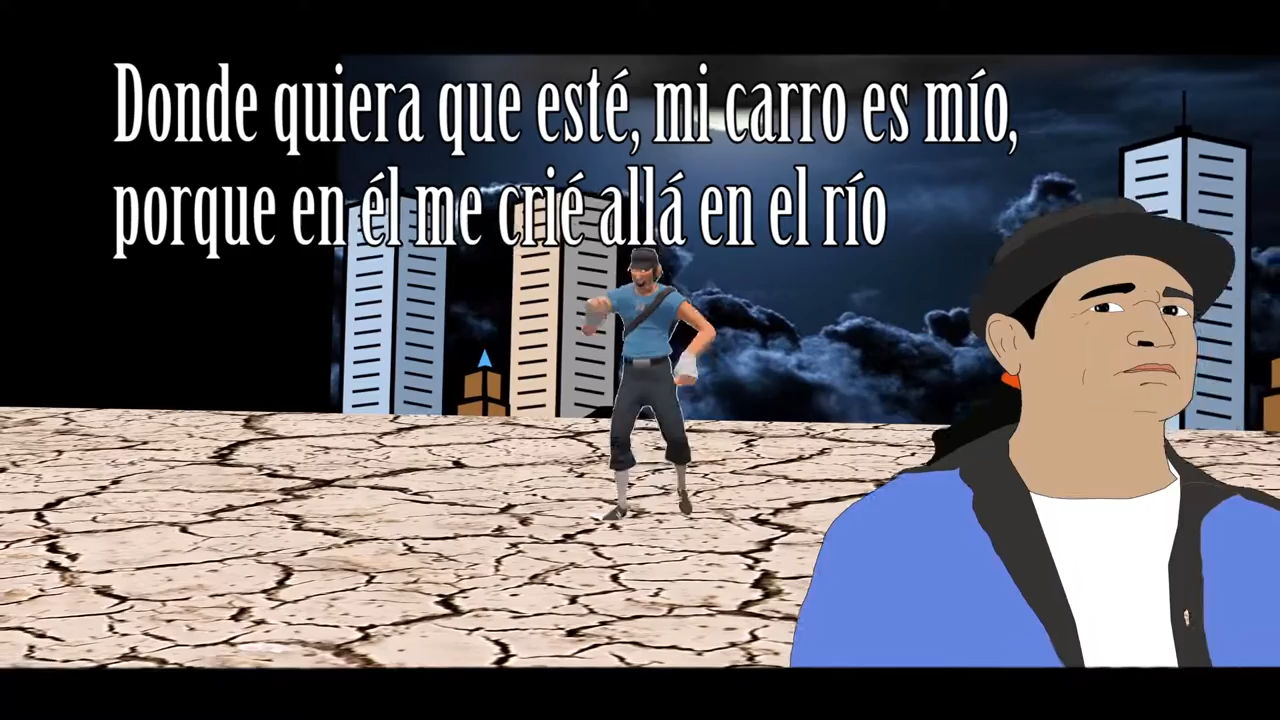 Donde quiera que esté, mi carro es mío,
porque en él me crié allá en el río